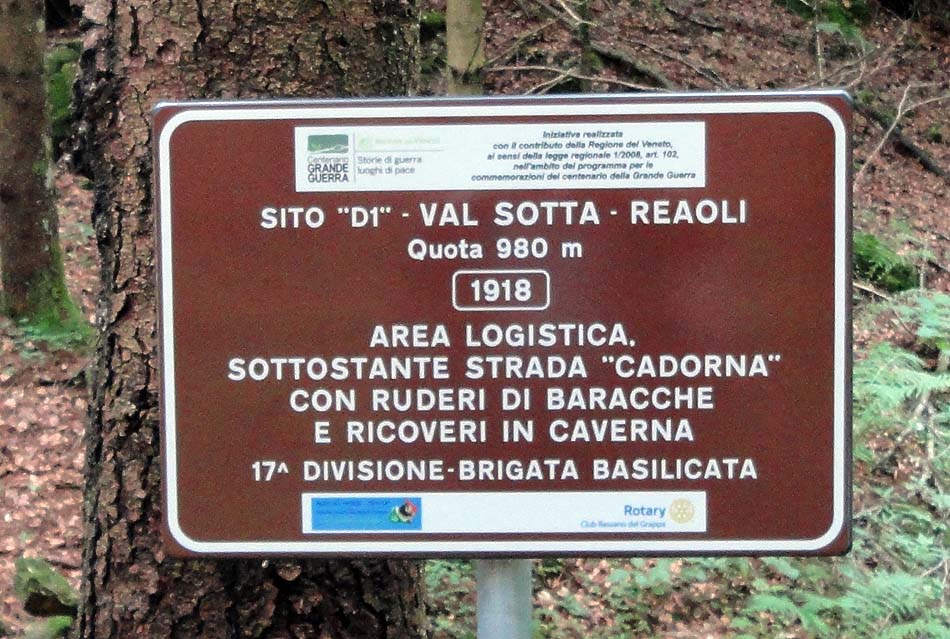 Iniziativa realizzata
con il contributo della Regione del Veneto,
ai sensi della legge regionale 1/2008, art. 102,
nell'ambito del programma per le
commemorazioni del centenario della Grande Guerra
Centenario
GRANDE
GUERRA
Storie di guerra
luoghi di pace
SITO "D1" - VAL SOTTA - REAOLI
Quota 980 m
1918
AREA LOGISTICA.
SOTTOSTANTE STRADA "CADORNA"
CON RUDERI DI BARACCHE
E RICOVERI IN CAVERNA
17^ DIVISIONE-BRIGATA BASILICATA
Rotary
Club Bassano del Grappa